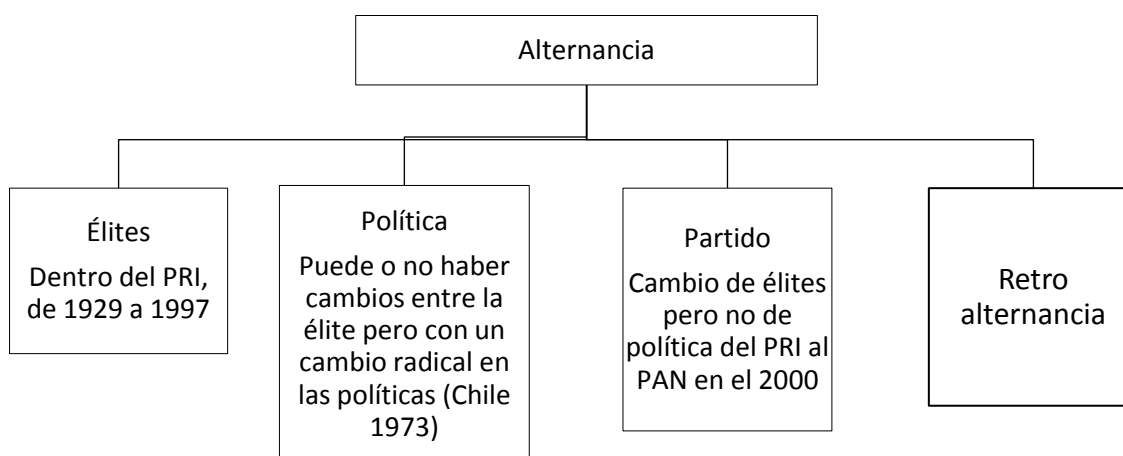 Alternancia
Élites
Dentro del PRI,
de 1929 a 1997
Política
Puede o no haber
cambios entre la
élite pero con un
cambio radical en
las políticas (Chile
1973)
Partido
Cambio de élites
pero no de
política del PRI al
PAN en el 2000
Retro
alternancia